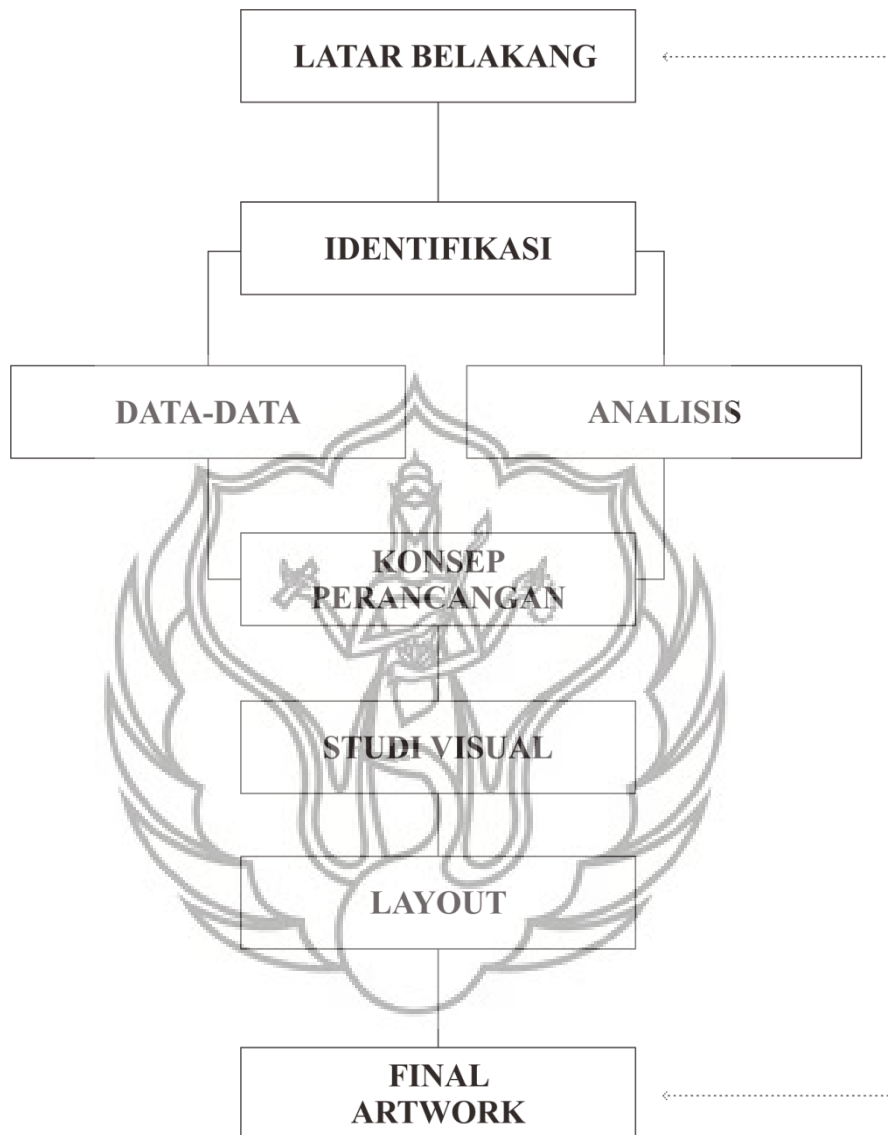 LATAR BELAKANG
IDENTIFIKASI
DATA-DATA
ANALISIS
KONSEP
PERANCANGAN
STUDI VISUAL
LAYOUT
FINAL
ARTWORK